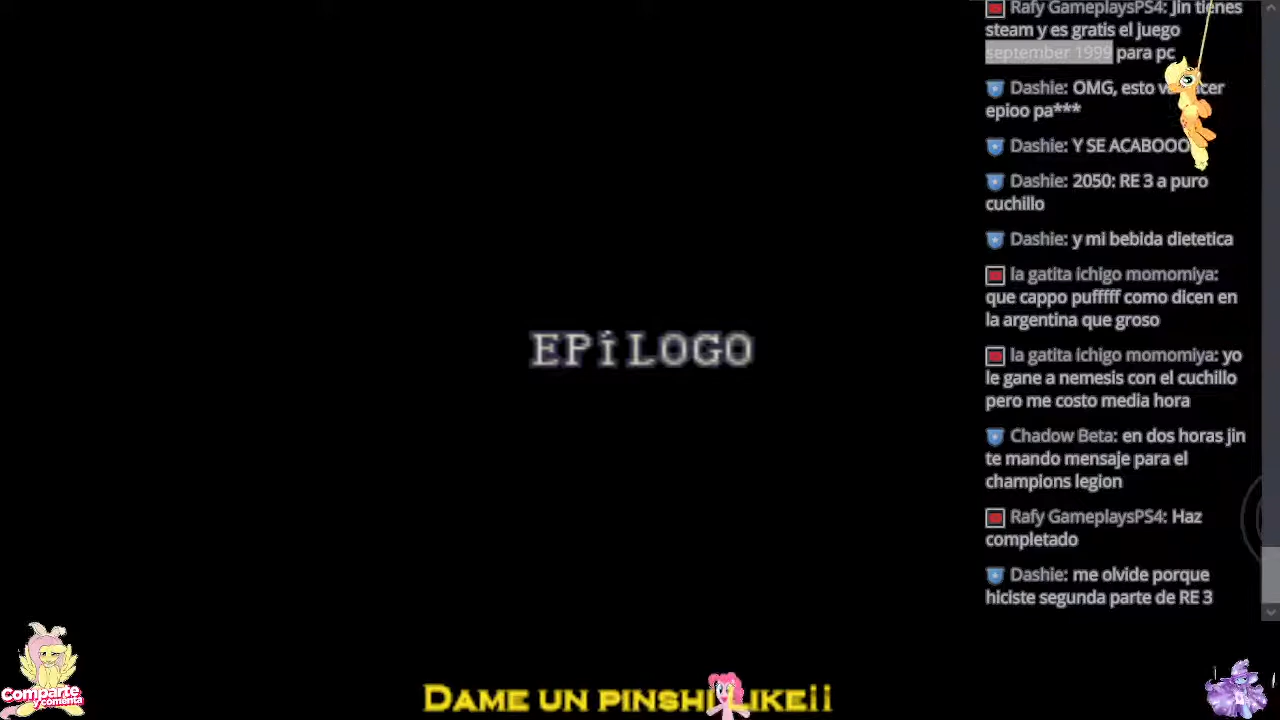 Rafy GameplaysPS4: Jin tienes
steam y es gratis el juego
september 1999 para pc
Dashie: OMG, esto
epioo pa***
Dashie: Y SE ACABOOO
Dashie: 2050: RE 3 a puro
cuchillo
Dashie: y mi bebida dietetica
la gatita ichigo momomiya:
que cappo pufffff como dicen en
la argentina que groso
la gatita ichigo momomiya: yo
le gane a nemesis con el cuchillo
pero me costo media hora
Chadow Beta: en dos horas jin
te mando mensaje para el
champions legion
Rafy GameplaysPS4: Haz
completado
Dashie: me olvide porque
hiciste segunda parte de RE 3
EPíLOGO
Comparte
y comenta
DAME UN PINSHI LIKE¡¡